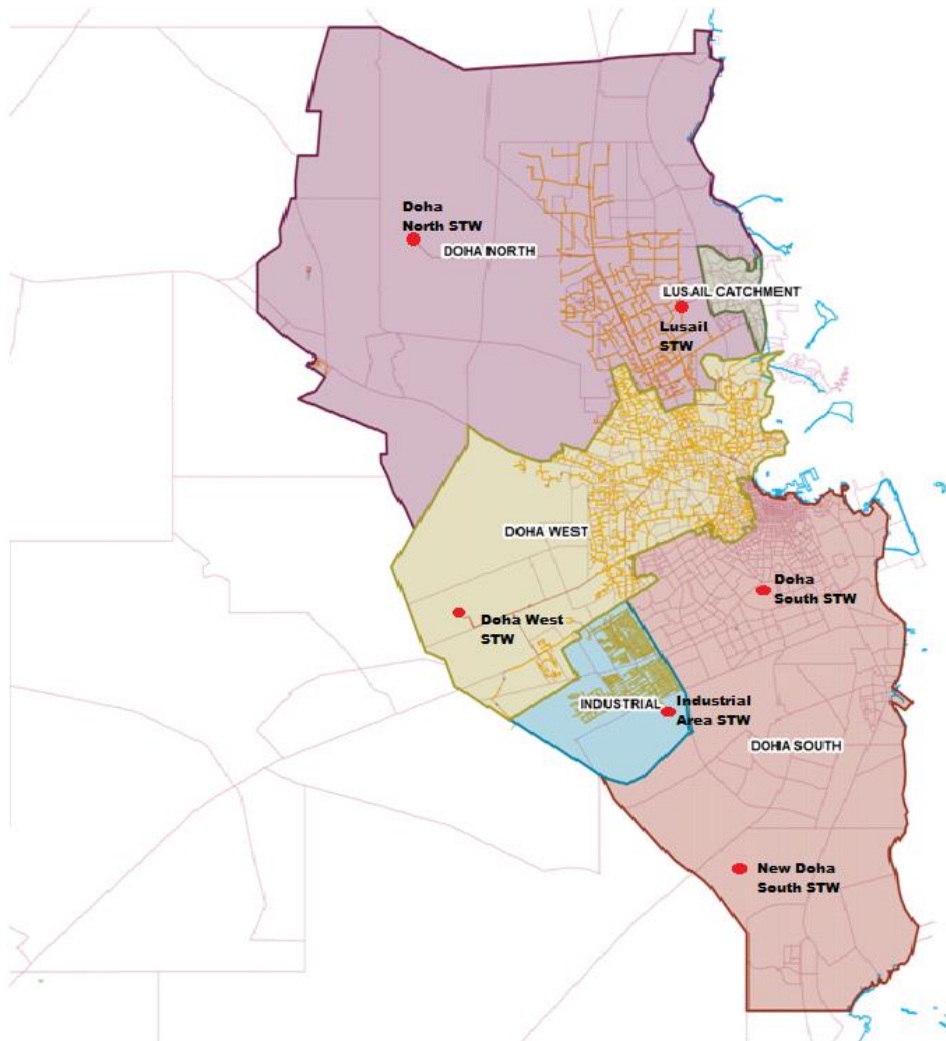 Doha
North STW
DOHA NORTH
LUSAIL CATCHMENT
Lusail
STW
DOHA WEST
Doha
South STW
Doha West
STW
INDUSTRIAL
Industrial
Area STW
DOHA SOUTH
New Doha
South STW